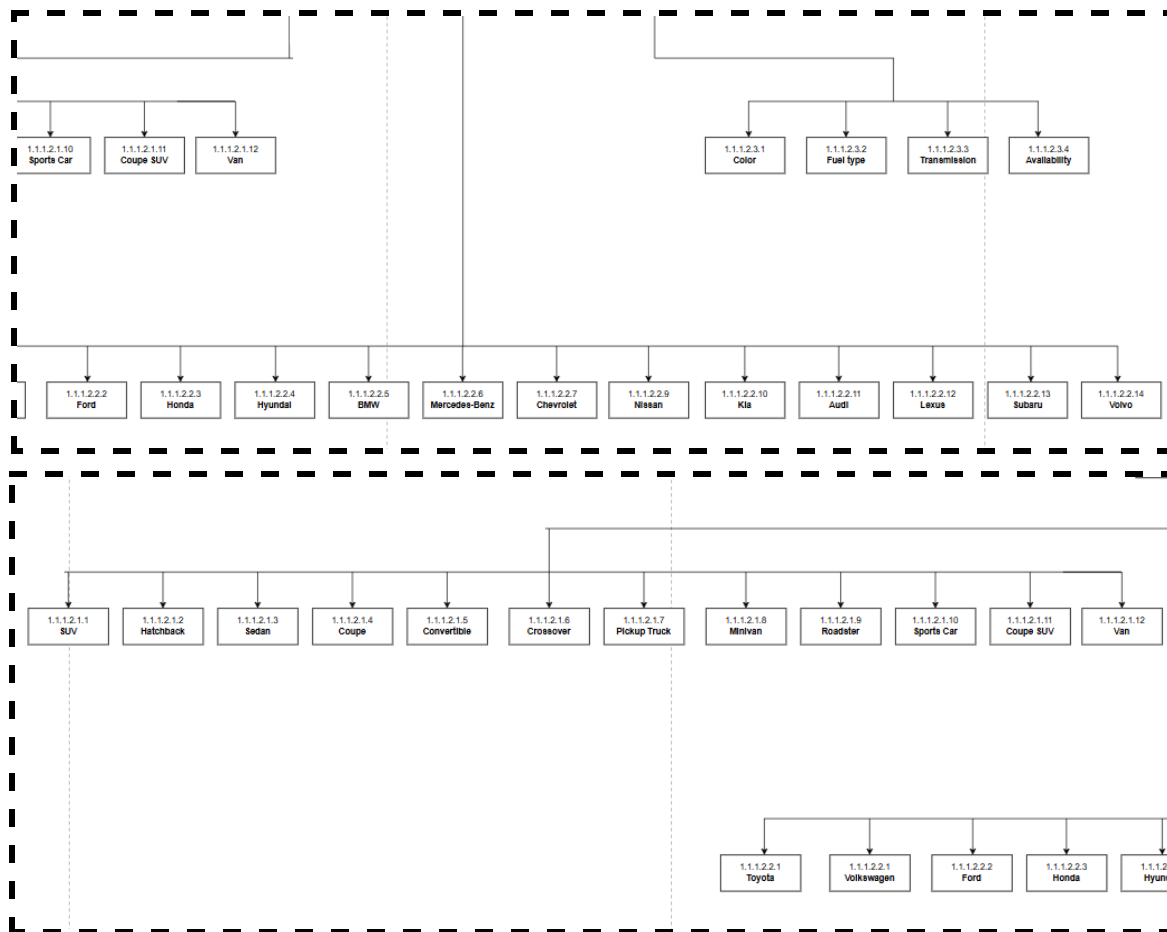 1.1.1.2.1.10
Sports Car
1.1.1.2.1.11
Coupe SUV
1.1.1.2.1.12
Van
1.1.1.2.3.1
Color
1.1.1.2.3.2
Fuel type
1.1.1.2.3.3
Transmission
1.1.1.2.3.4
Availability
1.1.1.2.2.2
Ford
1.1.1.2.2.3
Honda
1.1.1.2.2.4
Hyundai
1.1.1.2.2.5
BMW
1.1.1.2.2.6
Mercedes-Benz
1.1.1.2.2.7
Chevrolet
1.1.1.2.2.9
Nissan
1.1.1.2.2.10
Kia
1.1.1.2.2.11
Audi
1.1.1.2.2.12
Lexus
1.1.1.2.2.13
Subaru
1.1.1.2.2.14
Volvo
1.1.1.2.1.1
SUV
1.1.1.2.1.2
Hatchback
1.1.1.2.1.3
Sedan
1.1.1.2.1.4
Coupe
1.1.1.2.1.5
Convertible
1.1.1.2.1.6
Crossover
1.1.1.2.1.7
Pickup Truck
1.1.1.2.1.8
Minivan
1.1.1.2.1.9
Roadster
1.1.1.2.1.10
Sports Car
1.1.1.2.1.11
Coupe SUV
1.1.1.2.1.12
Van
1.1.1.2.2.1
Toyota
1.1.1.2.2.1
Volkswagen
1.1.1.2.2.2
Ford
1.1.1.2.2.3
Honda